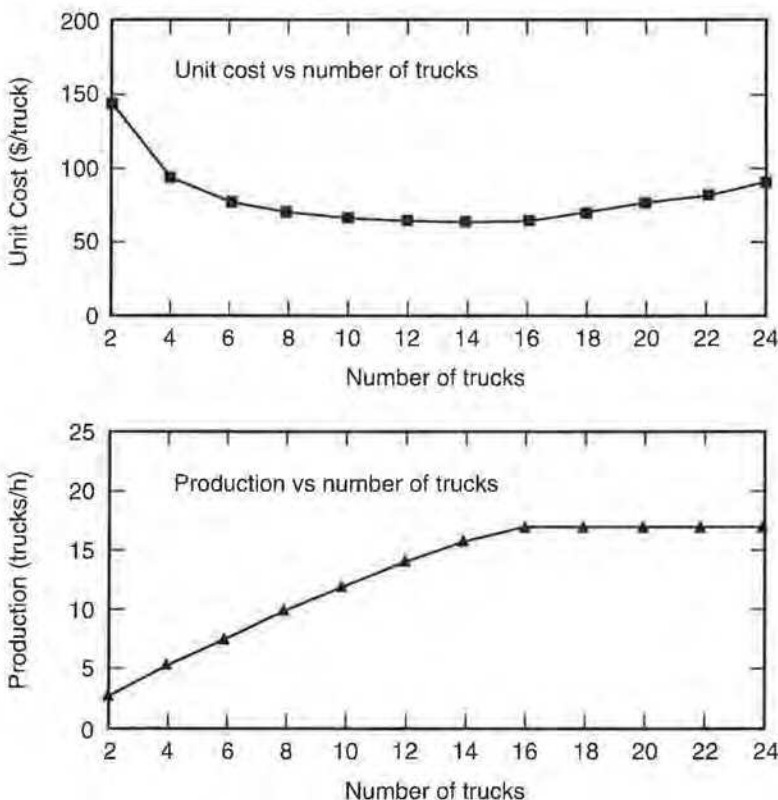 200
Unit cost vs number of trucks
150
100
50
0
Unit Cost ($/truck)
2 4 6 8 10 12 14 16 18 20 22 24
Number of trucks
25
Production vs number of trucks
20
15
10
5
0
Production (trucks/h)
2 4 6 8 10 12 14 16 18 20 22 24
Number of trucks